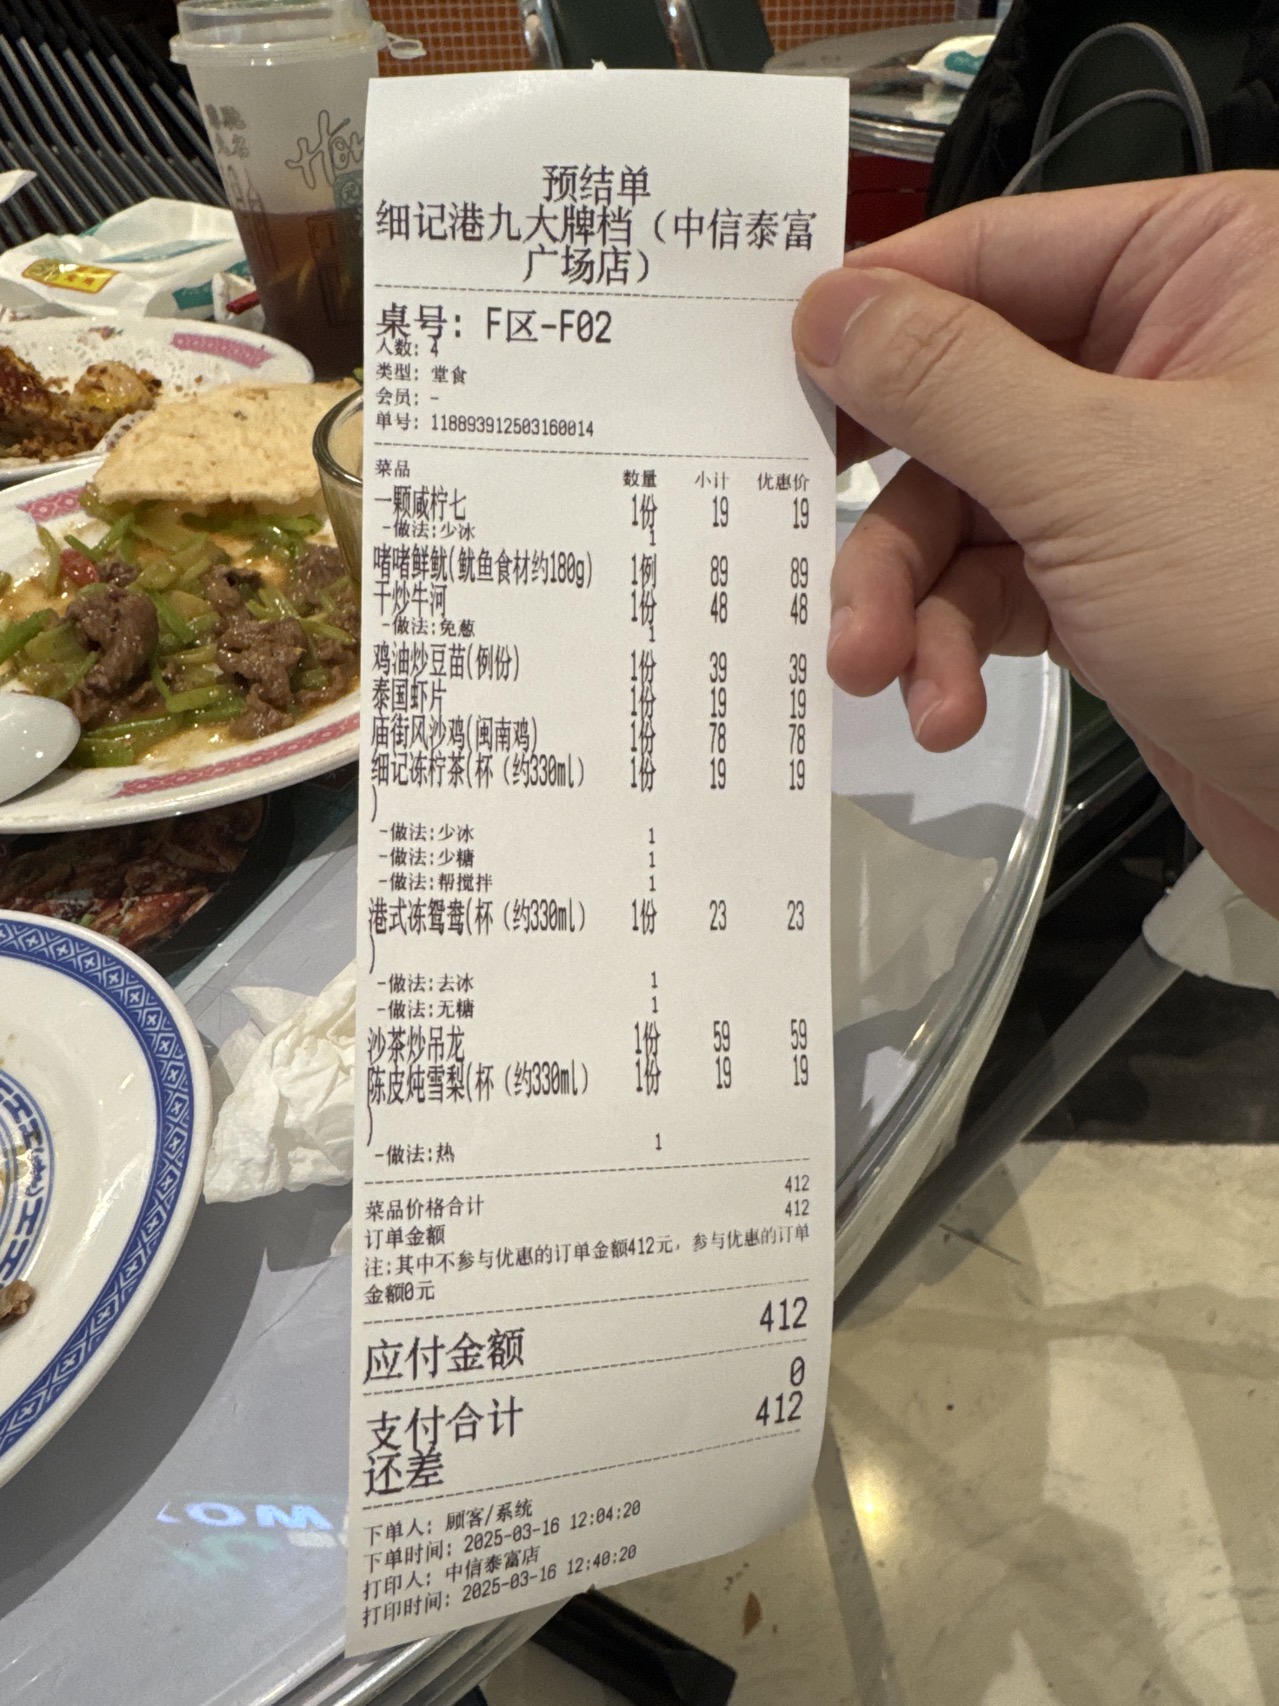 预结单
细记港九大牌档（中信泰富
广场店）
桌号: F区-F02
人数: 4
类型: 堂食
会员: -
单号: 118893912503160014
菜品 数量 小计 优惠价
一颗咸柠七 1份 19 19
-做法:少冰 1
啫啫鲜鱿(鱿鱼食材约180g) 1例 89 89
干炒牛河 1份 48 48
-做法:免葱 1
鸡油炒豆苗(例份) 1份 39 39
泰国虾片 1份 19 19
庙街风沙鸡(闽南鸡) 1份 78 78
细记冻柠茶(杯（约330ml） 1份 19 19
)
-做法:少冰 1
-做法:少糖 1
-做法:帮搅拌 1
港式冻鸳鸯(杯（约330ml） 1份 23 23
)
-做法:去冰 1
-做法:无糖 1
沙茶炒吊龙 1份 59 59
陈皮炖雪梨(杯（约330ml） 1份 19 19
)
-做法:热 1
菜品价格合计 412
订单金额 412
注:其中不参与优惠的订单金额412元，参与优惠的订单
金额0元
应付金额 412
支付合计 0
还差 412
下单人: 顾客/系统
下单时间: 2025-03-16 12:04:20
打印人: 中信泰富店
打印时间: 2025-03-16 12:40:20